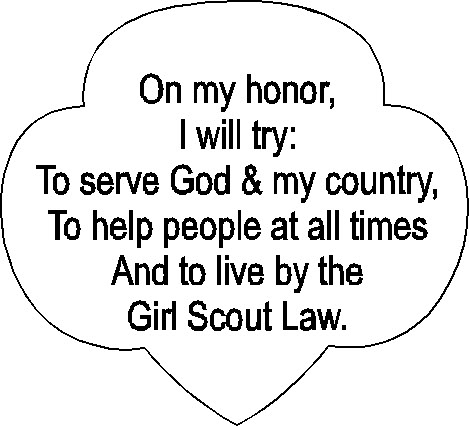 On my honor,
I will try:
To serve God & my country,
To help people at all times
And to live by the
Girl Scout Law.